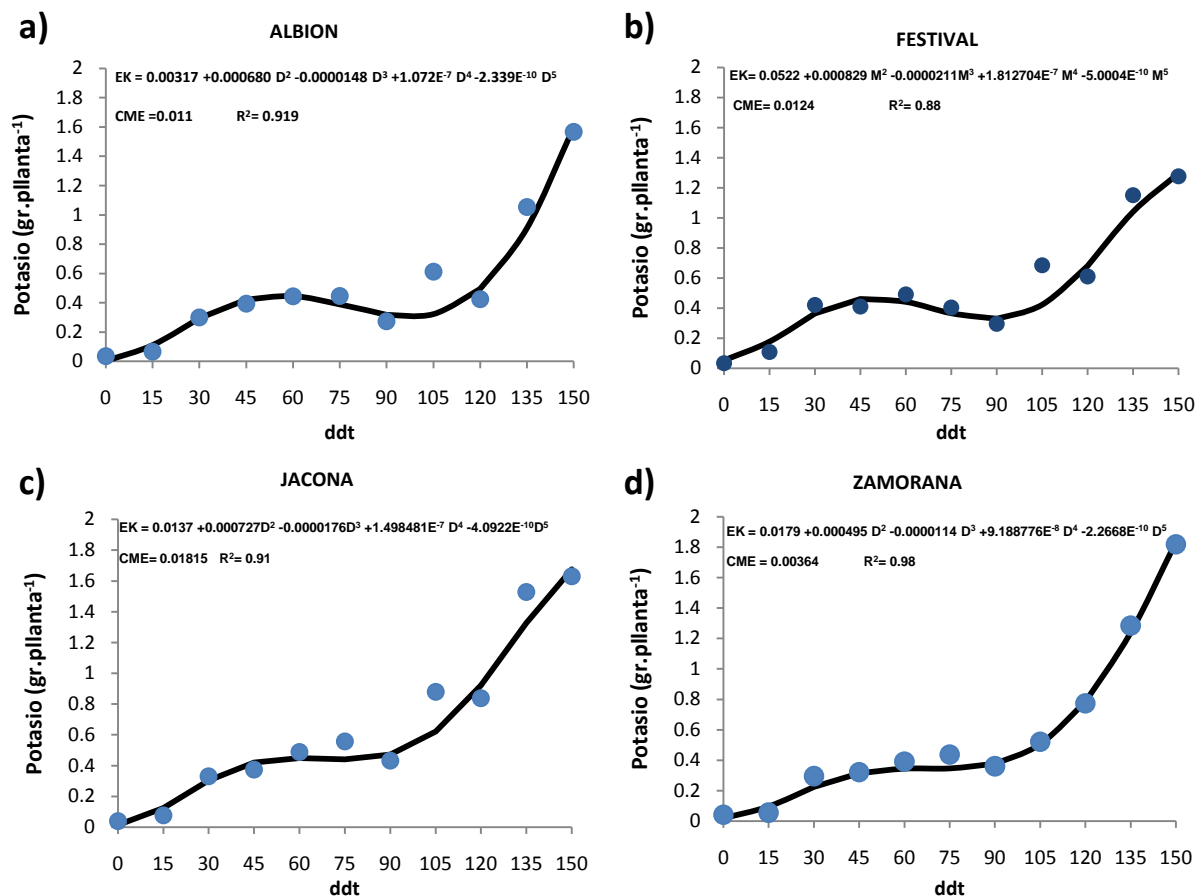 a)
ALBION
EK = 0.00317 +0.000680 D² -0.0000148 D³ +1.072E⁻⁷ D⁴ -2.339E⁻¹⁰ D⁵
CME =0.011 R²= 0.919
Potasio (gr.pllanta⁻¹)
2
1.8
1.6
1.4
1.2
1
0.8
0.6
0.4
0.2
0
0 15 30 45 60 75 90 105 120 135 150
ddt
b)
FESTIVAL
EK= 0.0522 +0.000829 M² -0.0000211M³ +1.812704E⁻⁷ M⁴ -5.0004E⁻¹⁰ M⁵
CME= 0.0124 R²= 0.88
Potasio (gr.pllanta⁻¹)
2
1.8
1.6
1.4
1.2
1
0.8
0.6
0.4
0.2
0
0 15 30 45 60 75 90 105 120 135 150
ddt
c)
JACONA
EK = 0.0137 +0.000727D² -0.0000176D³ +1.498481E⁻⁷ D⁴ -4.0922E⁻¹⁰D⁵
CME= 0.01815 R²= 0.91
Potasio (gr.pllanta⁻¹)
2
1.8
1.6
1.4
1.2
1
0.8
0.6
0.4
0.2
0
0 15 30 45 60 75 90 105 120 135 150
ddt
d)
ZAMORANA
EK = 0.0179 +0.000495 D² -0.0000114 D³ +9.188776E⁻⁸ D⁴ -2.2668E⁻¹⁰ D⁵
CME = 0.00364 R²= 0.98
Potasio (gr.pllanta⁻¹)
2
1.8
1.6
1.4
1.2
1
0.8
0.6
0.4
0.2
0
0 15 30 45 60 75 90 105 120 135 150
ddt